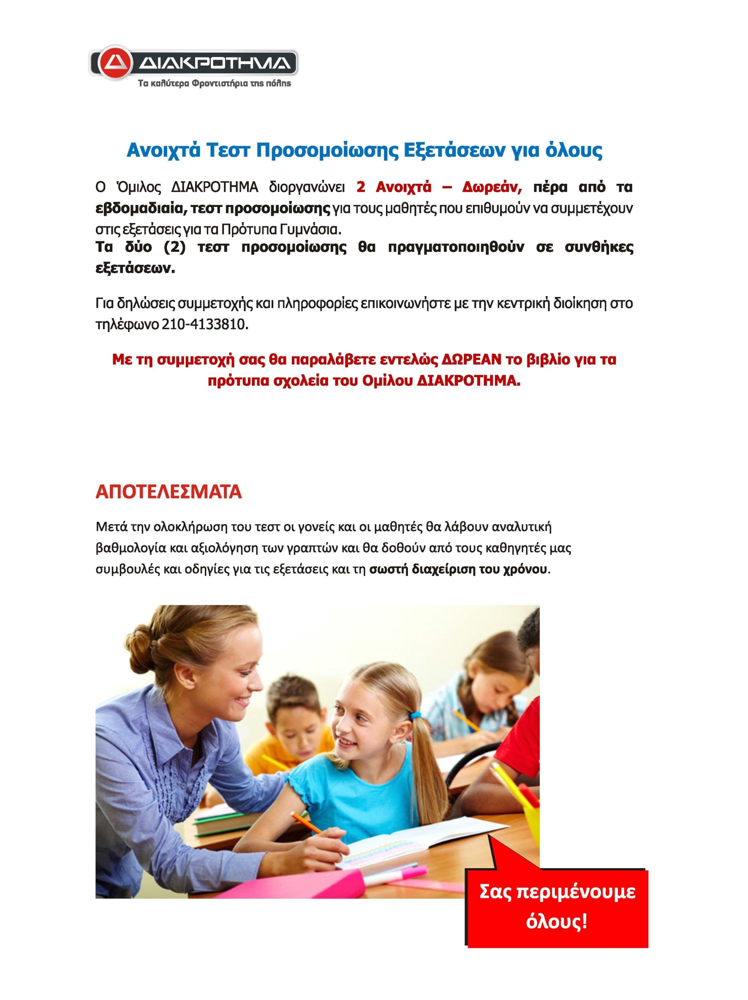 ΔΙΑΚΡΟΤΗΜΑ
Τα καλύτερα Φροντιστήρια της πόλης
Ανοιχτά Τεστ Προσομοίωσης Εξετάσεων για όλους
Ο Όμιλος ΔΙΑΚΡΟΤΗΜΑ διοργανώνει 2 Ανοιχτά – Δωρεάν, πέρα από τα
εβδομαδιαία, τεστ προσομοίωσης για τους μαθητές που επιθυμούν να συμμετέχουν
στις εξετάσεις για τα Πρότυπα Γυμνάσια.
Τα δύο (2) τεστ προσομοίωσης θα πραγματοποιηθούν σε συνθήκες
εξετάσεων.
Για δηλώσεις συμμετοχής και πληροφορίες επικοινωνήστε με την κεντρική διοίκηση στο
τηλέφωνο 210-4133810.
Με τη συμμετοχή σας θα παραλάβετε εντελώς ΔΩΡΕΑΝ το βιβλίο για τα
πρότυπα σχολεία του Ομίλου ΔΙΑΚΡΟΤΗΜΑ.
ΑΠΟΤΕΛΕΣΜΑΤΑ
Μετά την ολοκλήρωση του τεστ οι γονείς και οι μαθητές θα λάβουν αναλυτική
βαθμολογία και αξιολόγηση των γραπτών και θα δοθούν από τους καθηγητές μας
συμβουλές και οδηγίες για τις εξετάσεις και τη σωστή διαχείριση του χρόνου.
Σας περιμένουμε
όλους!